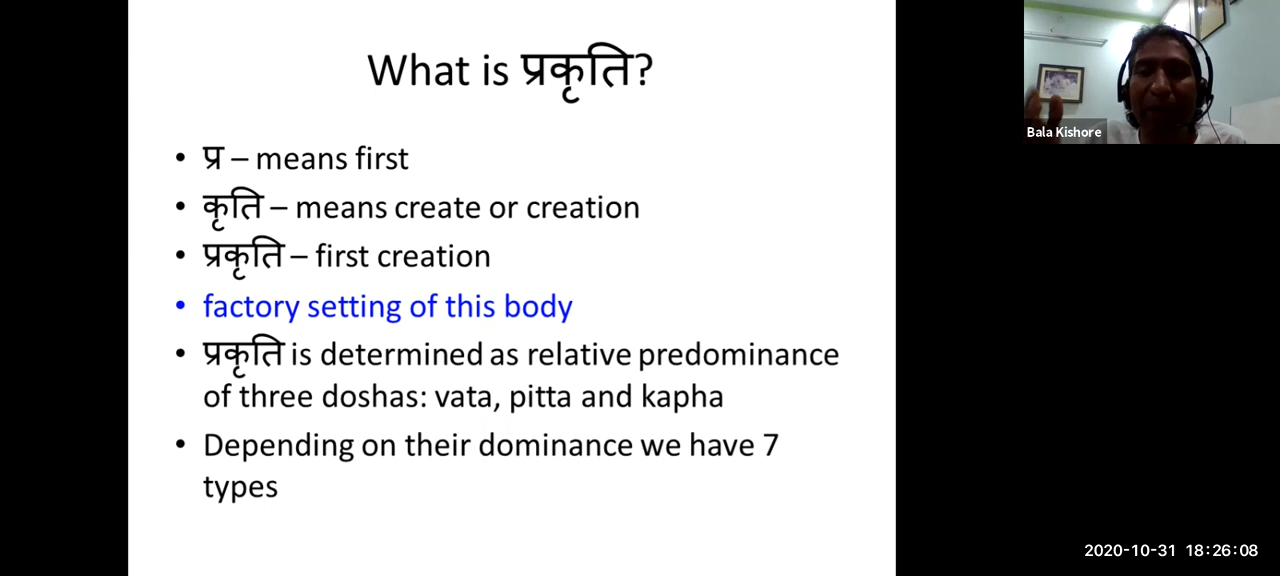 What is प्रकृति?
• प्र – means first
• कृति – means create or creation
• प्रकृति – first creation
• factory setting of this body
• प्रकृति is determined as relative predominance
of three doshas: vata, pitta and kapha
• Depending on their dominance we have 7
types
Bala Kishore
2020-10-31 18:26:08